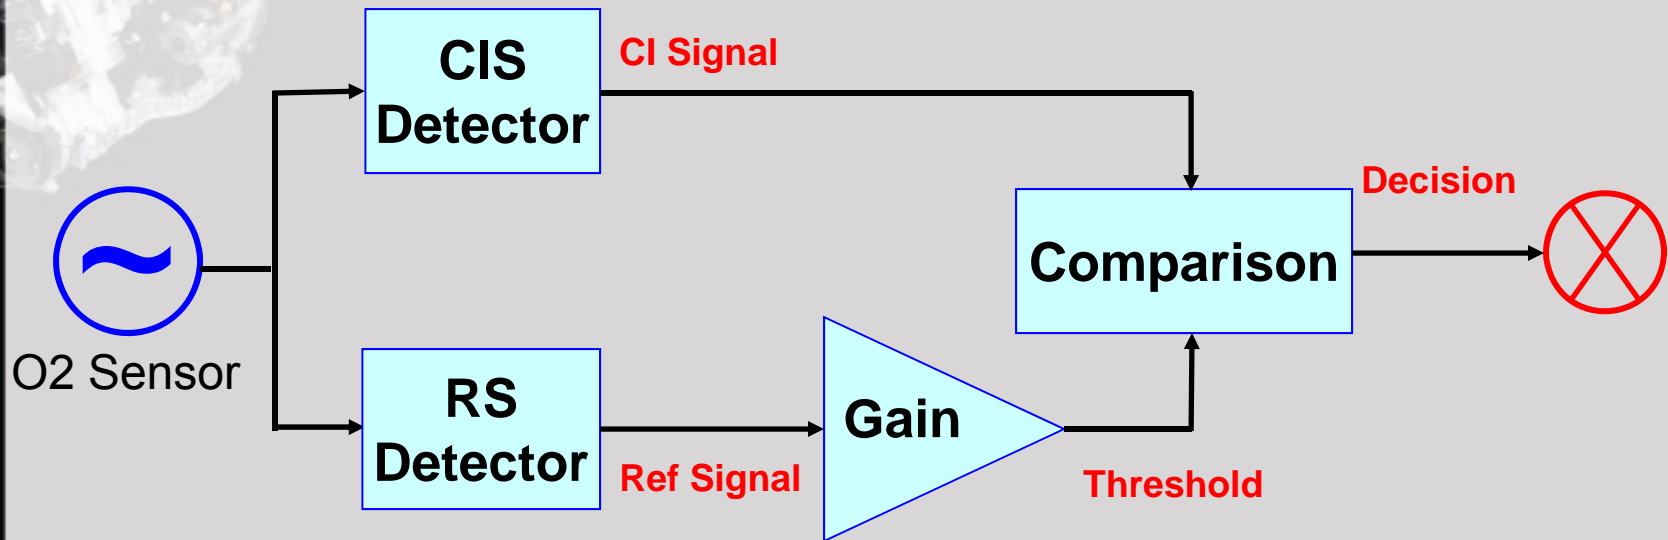 CIS
Detector
CI Signal
Decision
Comparison
O2 Sensor
RS
Detector
Ref Signal
Gain
Threshold